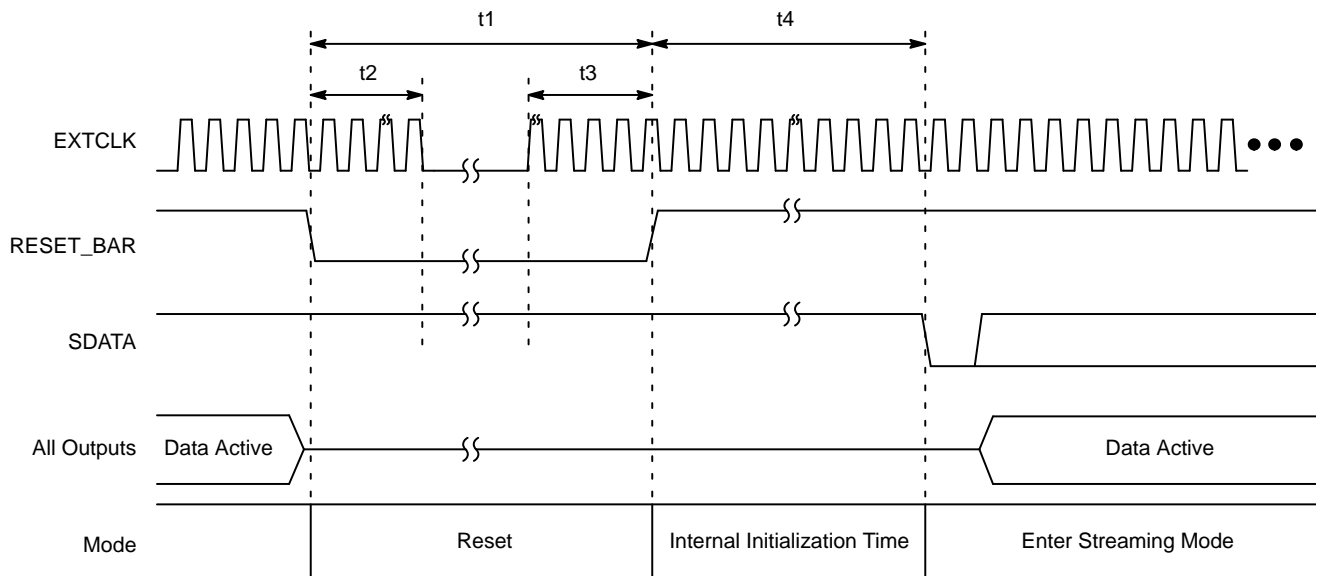 t1
t4
t2
t3
EXTCLK
RESET_BAR
SDATA
All Outputs
Data Active
Data Active
Mode
Reset
Internal Initialization Time
Enter Streaming Mode